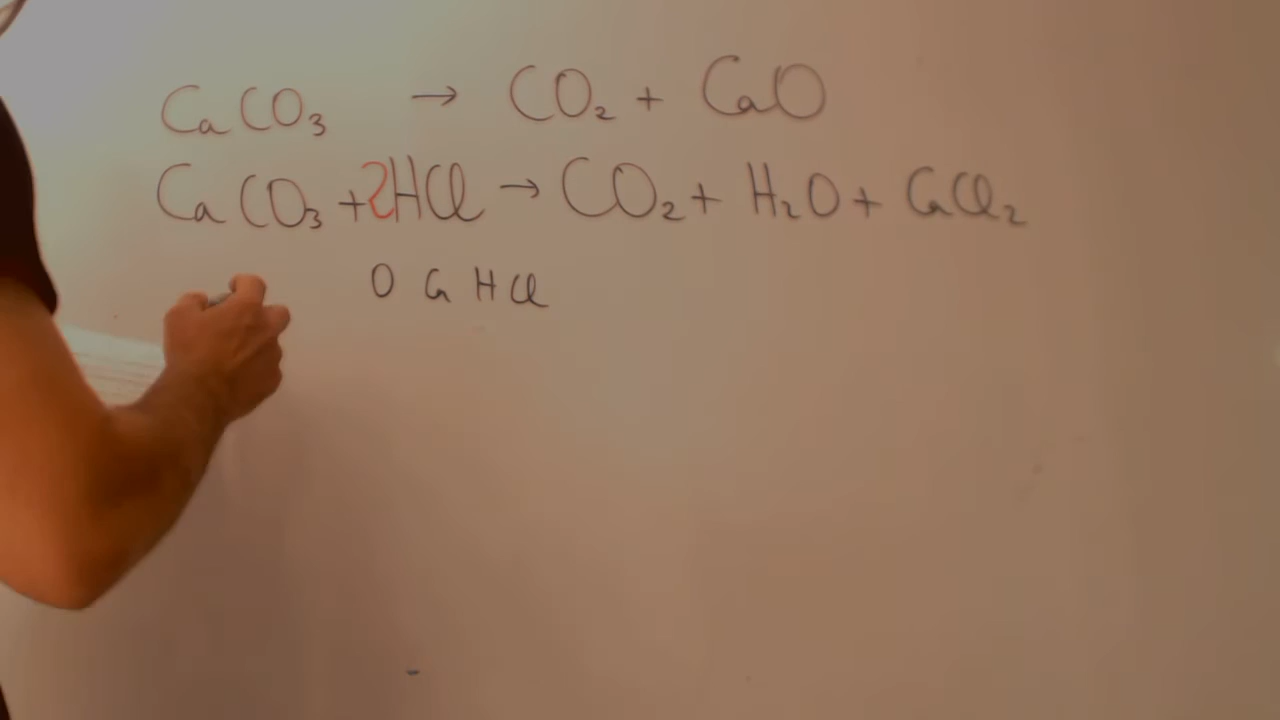 CaCO₃ → CO₂ + CaO
CaCO₃ + 2HCl → CO₂ + H₂O + CaCl₂
O Ca H Cl